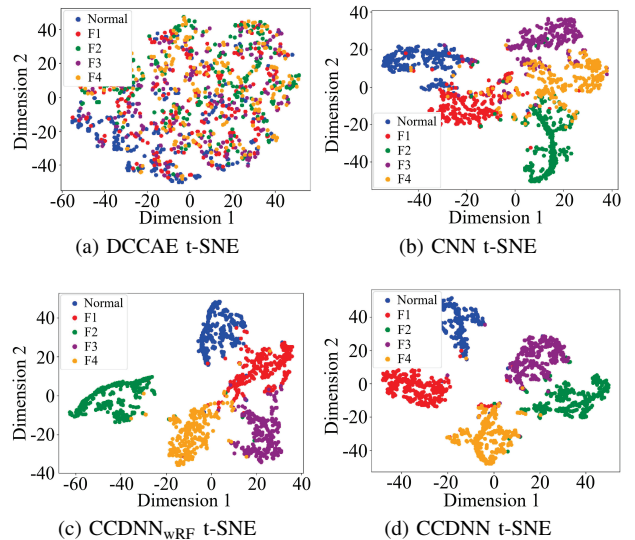 Normal
F1
F2
F3
F4
Dimension 2
40
20
0
-20
-40
-60 -40 -20 0 20 40
Dimension 1
(a) DCCAE t-SNE
Normal
F1
F2
F3
F4
Dimension 2
40
20
0
-20
-40
-40 -20 0 20 40
Dimension 1
(b) CNN t-SNE
Normal
F1
F2
F3
F4
Dimension 2
40
20
0
-20
-40
-60 -40 -20 0 20 40
Dimension 1
(c) CCDNNwRF t-SNE
Normal
F1
F2
F3
F4
Dimension 2
40
20
0
-20
-40
-40 -20 0 20 40
Dimension 1
(d) CCDNN t-SNE